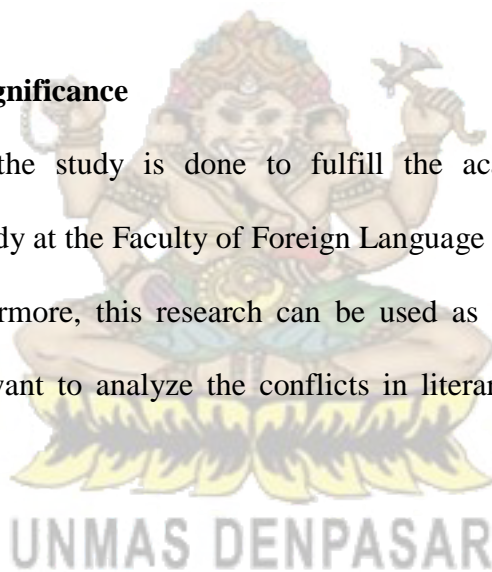 gnificance
the study is done to fulfill the ac
dy at the Faculty of Foreign Language
rmore, this research can be used as
vant to analyze the conflicts in literar
UNMAS DENPASAR